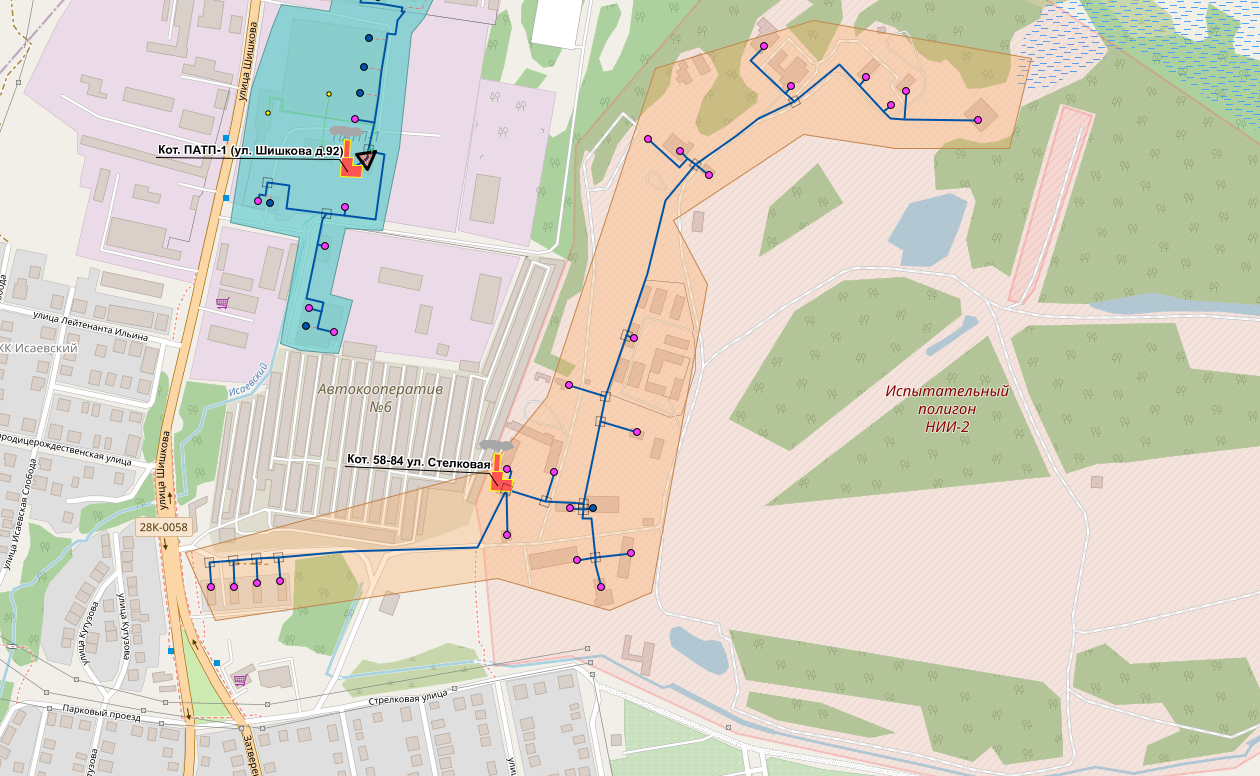 улица Шишкова
Кот. ПАТП-1 (ул. Шишкова д.92)
улица Лейтенанта Ильина
КК Исаевский
Исаевский
Автокооператив
№6
Испытательный
полигон
НИИ-2
улица Шишкова
улица Исаевская Слобода
Кот. 58-84 ул. Стелковая
28К-0058
улица Кутузова
улица Кутузова
Стрелковая улица
Парковый проезд